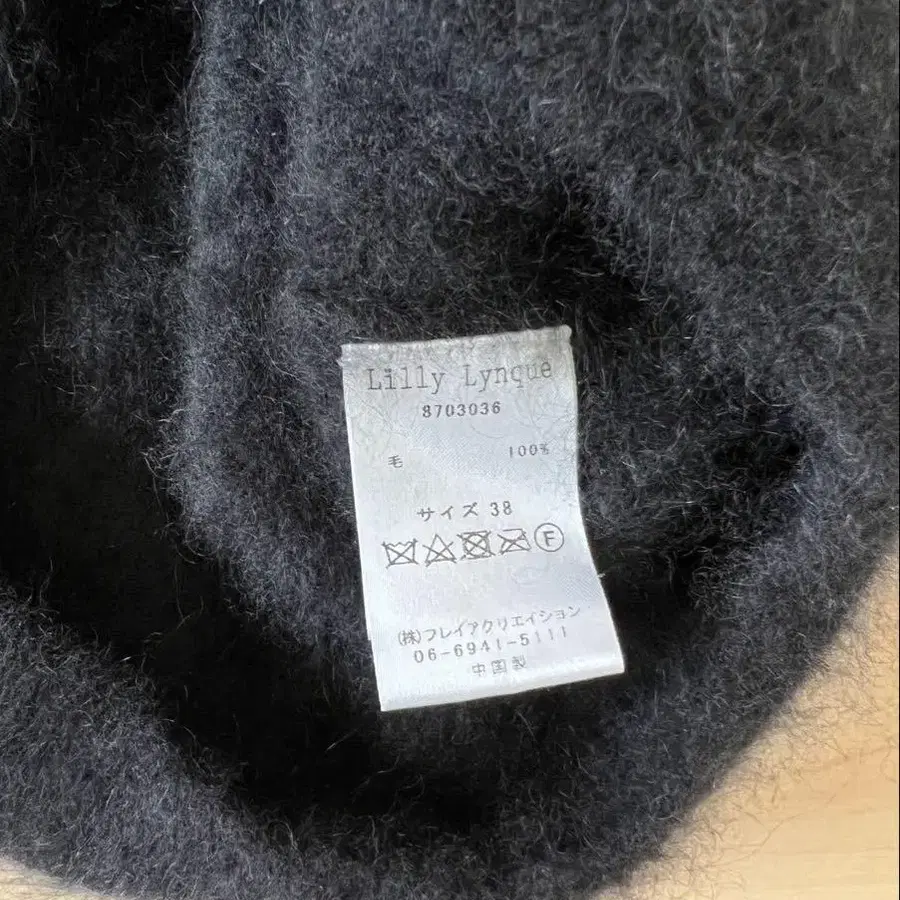 Lilly Lynque
8703036
毛 100%
サイズ 38
F
(株)フレイアクリエイション
06-6941-5111
中国製